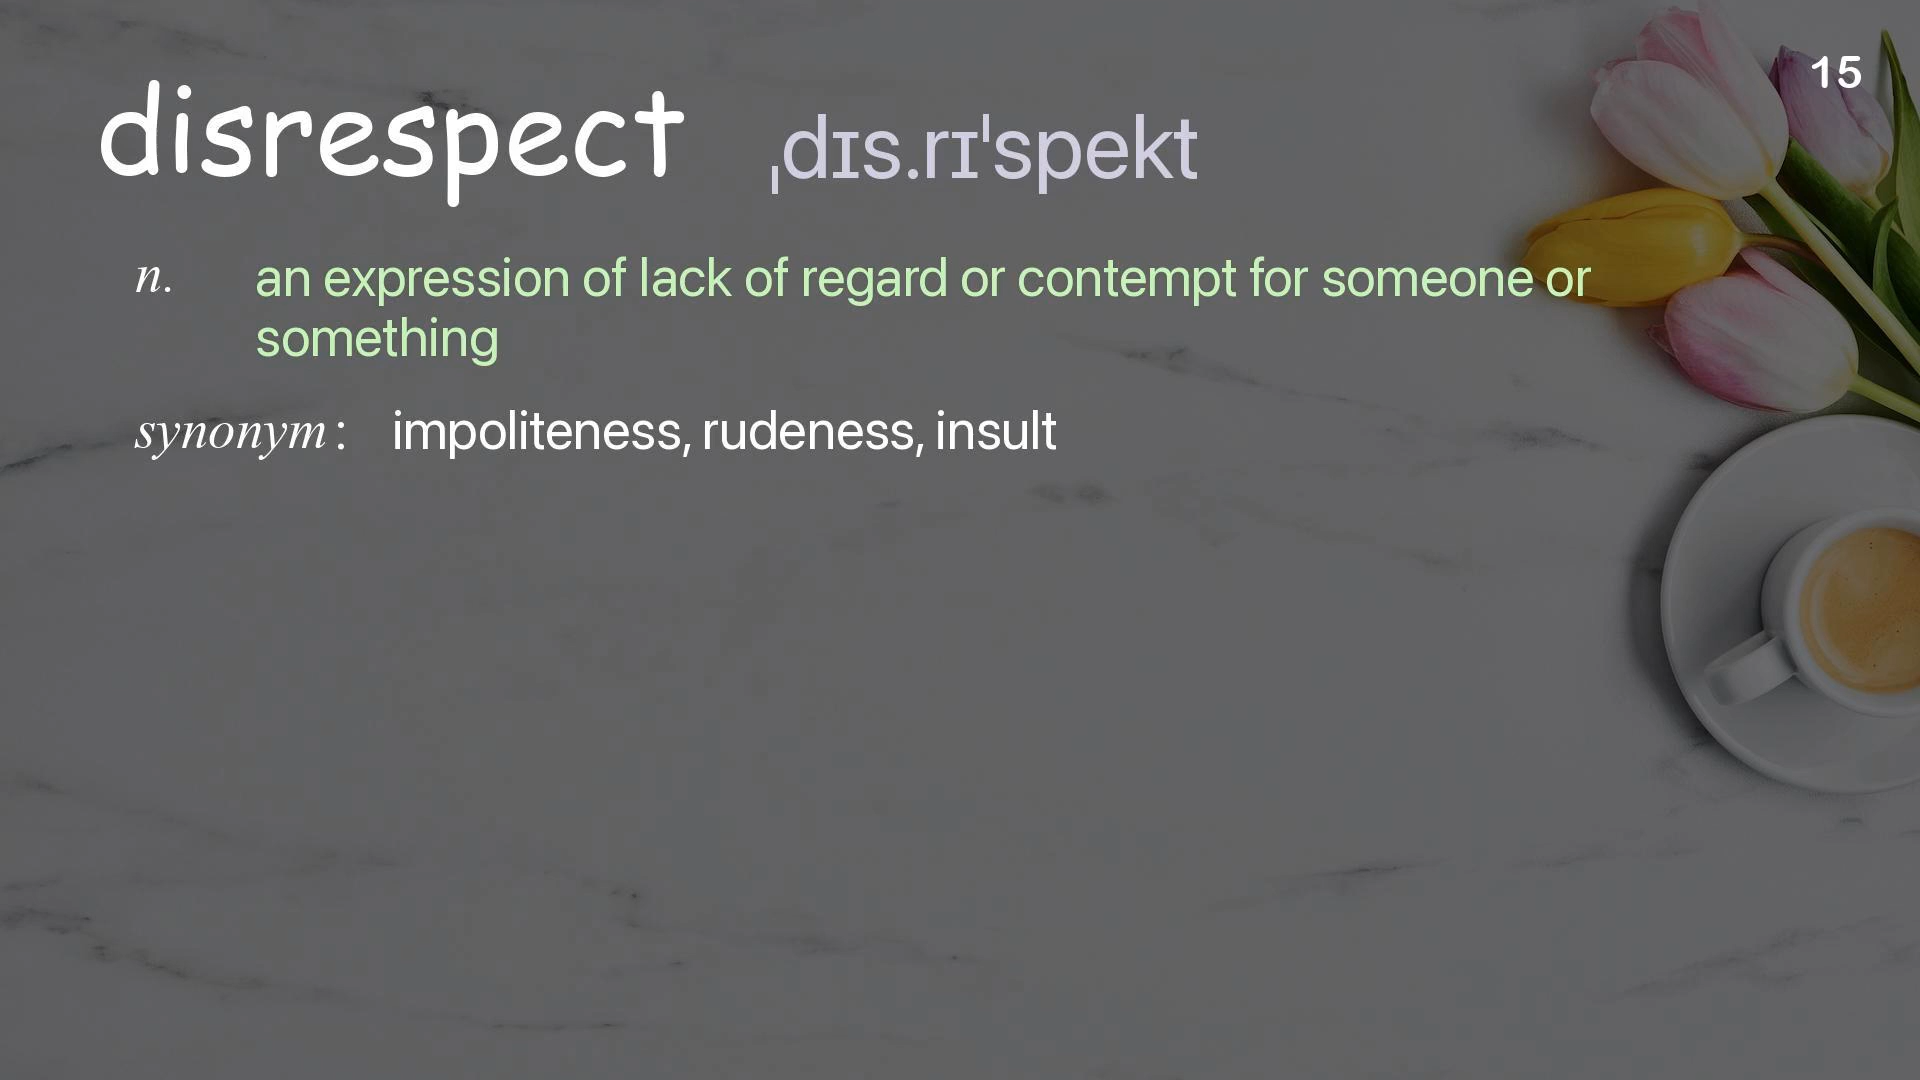 15
disrespect ˌdɪs.rɪˈspekt
n. an expression of lack of regard or contempt for someone or
something
synonym: impoliteness, rudeness, insult